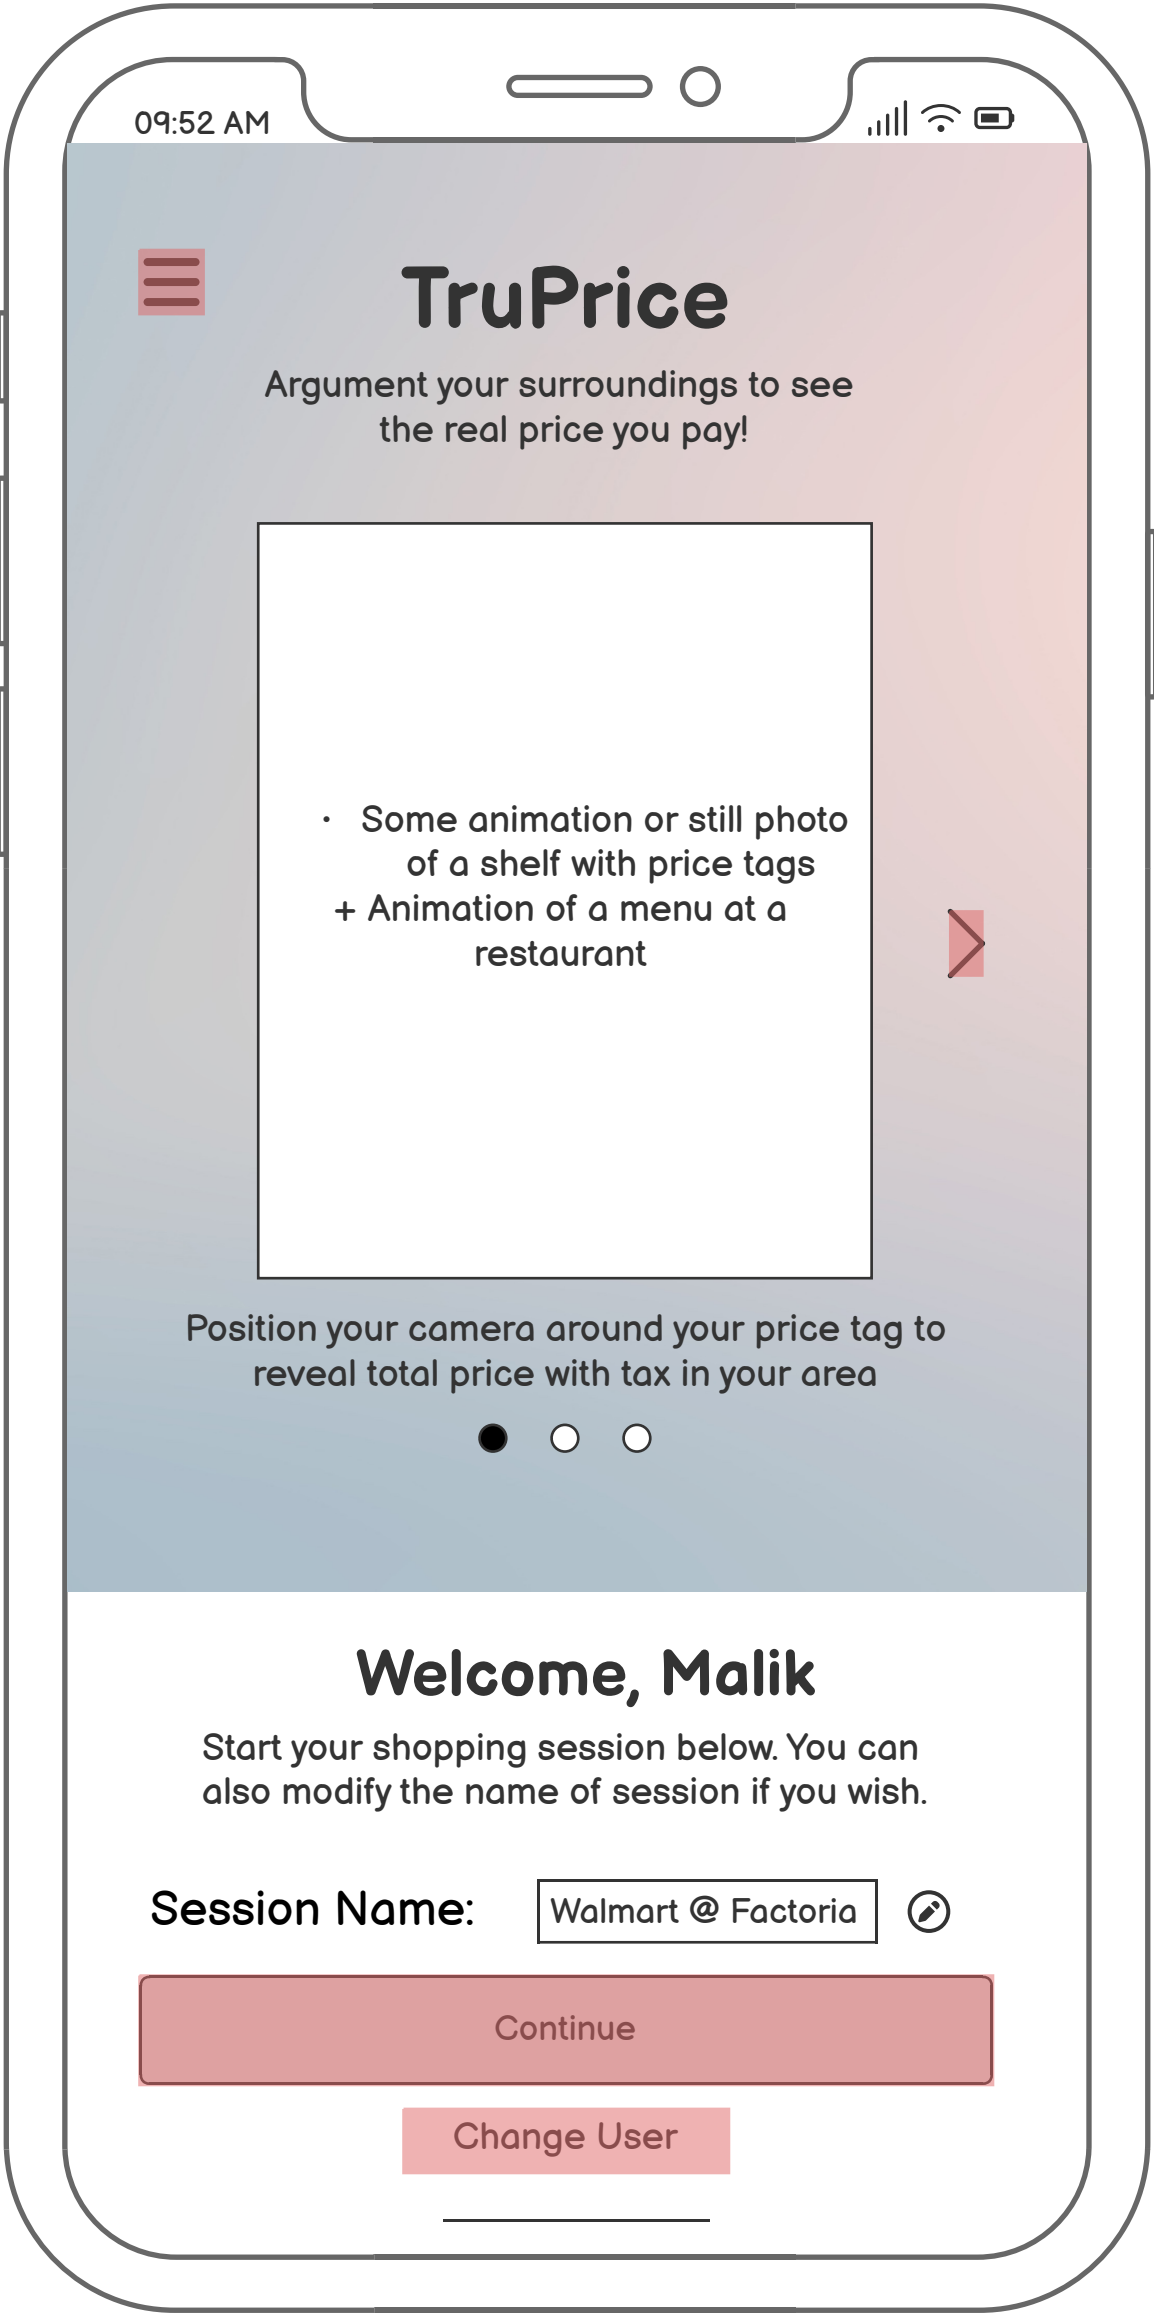 09:52 AM
TruPrice
Argument your surroundings to see
the real price you pay!
· Some animation or still photo
of a shelf with price tags
+ Animation of a menu at a
restaurant
Position your camera around your price tag to
reveal total price with tax in your area
Welcome, Malik
Start your shopping session below. You can
also modify the name of session if you wish.
Session Name: Walmart @ Factoria
Continue
Change User